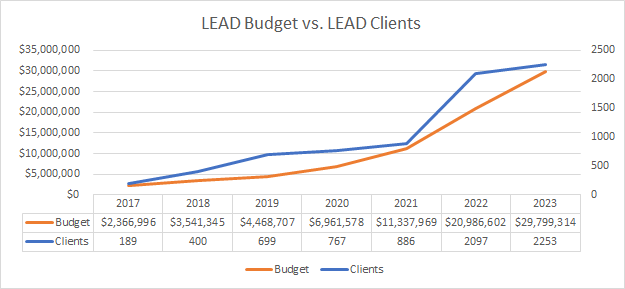 LEAD Budget vs. LEAD Clients
$35,000,000 2500
$30,000,000 2000
$25,000,000
$20,000,000 1500
$15,000,000 1000
$10,000,000
$5,000,000 500
$0 0
2017 2018 2019 2020 2021 2022 2023
Budget $2,366,996 $3,541,345 $4,468,707 $6,961,578 $11,337,969 $20,986,602 $29,799,314
Clients 189 400 699 767 886 2097 2253
Budget Clients